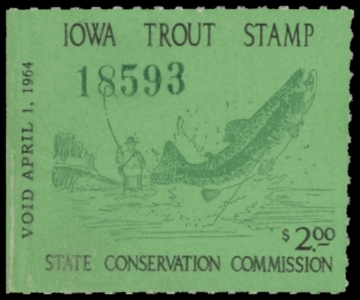 IOWA TROUT STAMP
18593
VOID APRIL 1, 1964
$2.00
STATE CONSERVATION COMMISSION